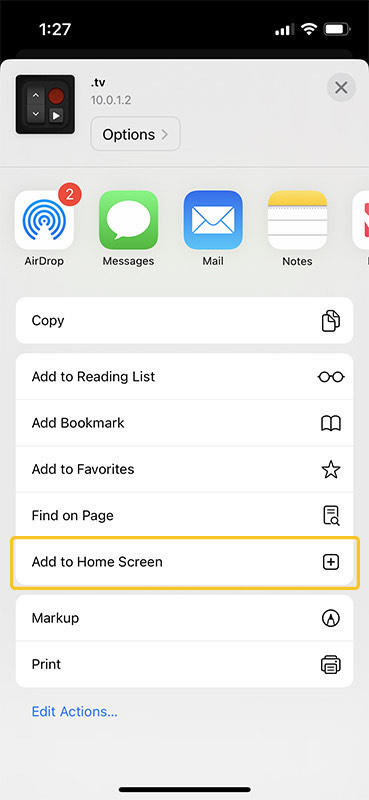 1:27
.tv
10.0.1.2
Options
2
AirDrop
Messages
Mail
Notes
Copy
Add to Reading List
Add Bookmark
Add to Favorites
Find on Page
Add to Home Screen
Markup
Print
Edit Actions...